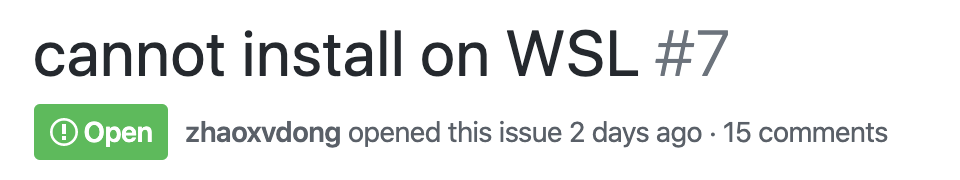 cannot install on WSL #7
Open zhaoxvdong opened this issue 2 days ago · 15 comments